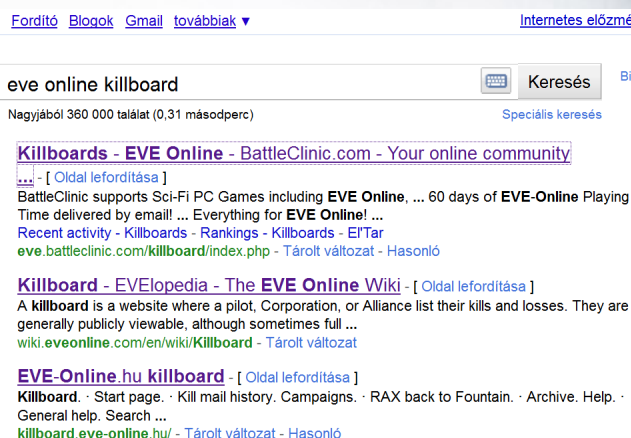 Fordító Blogok Gmail továbbiak ▼ Internetes előzmé
eve online killboard Keresés Bi
Nagyjából 360 000 találat (0,31 másodperc) Speciális keresés
Killboards - EVE Online - BattleClinic.com - Your online community
... - [ Oldal lefordítása ]
BattleClinic supports Sci-Fi PC Games including EVE Online, ... 60 days of EVE-Online Playing
Time delivered by email! ... Everything for EVE Online! ...
Recent activity - Killboards - Rankings - Killboards - El'Tar
eve.battleclinic.com/killboard/index.php - Tárolt változat - Hasonló
Killboard - EVElopedia - The EVE Online Wiki - [ Oldal lefordítása ]
A killboard is a website where a pilot, Corporation, or Alliance list their kills and losses. They are
generally publicly viewable, although sometimes full ...
wiki.eveonline.com/en/wiki/Killboard - Tárolt változat
EVE-Online.hu killboard - [ Oldal lefordítása ]
Killboard. · Start page. · Kill mail history. Campaigns. · RAX back to Fountain. · Archive. Help. ·
General help. Search ...
killboard.eve-online.hu/ - Tárolt változat - Hasonló